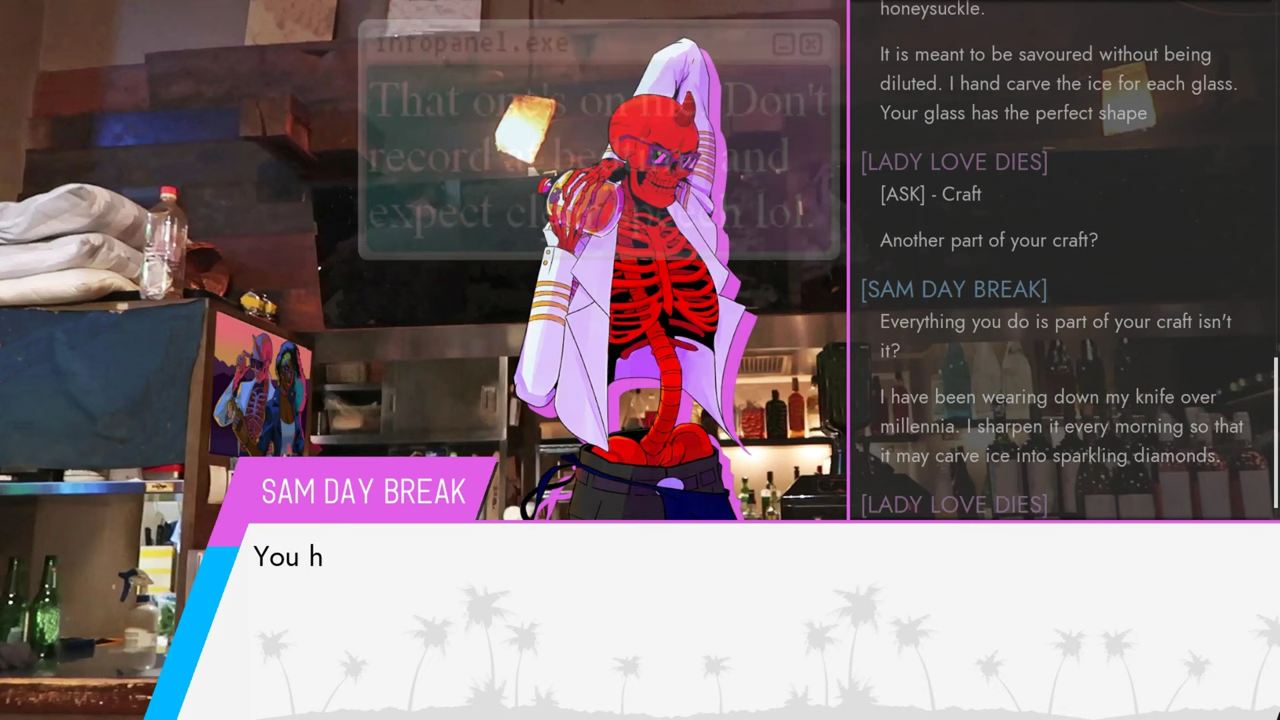 infopanel.exe
That one's on me. Don't
record at bedtime and
expect clear speech lol.
honeysuckle.
It is meant to be savoured without being
diluted. I hand carve the ice for each glass.
Your glass has the perfect shape
[LADY LOVE DIES]
[ASK] - Craft
Another part of your craft?
[SAM DAY BREAK]
Everything you do is part of your craft isn't
it?
I have been wearing down my knife over
millennia. I sharpen it every morning so that
it may carve ice into sparkling diamonds.
[LADY LOVE DIES]
SAM DAY BREAK
You h